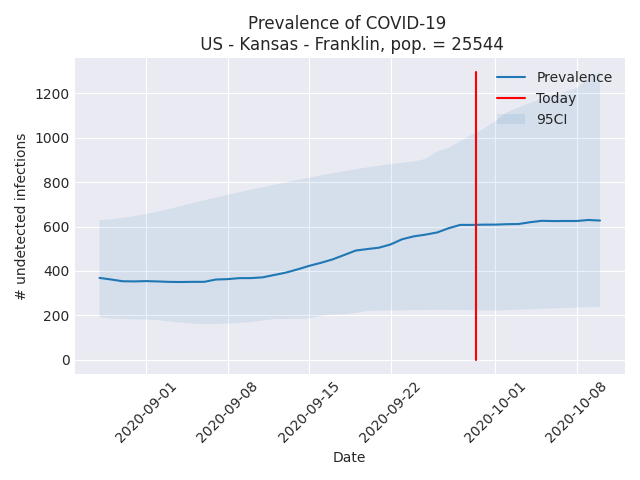 Prevalence of COVID-19
US - Kansas - Franklin, pop. = 25544
Prevalence
Today
95CI
1200
1000
800
600
400
200
0
# undetected infections
2020-09-01
2020-09-08
2020-09-15
2020-09-22
2020-10-01
2020-10-08
Date